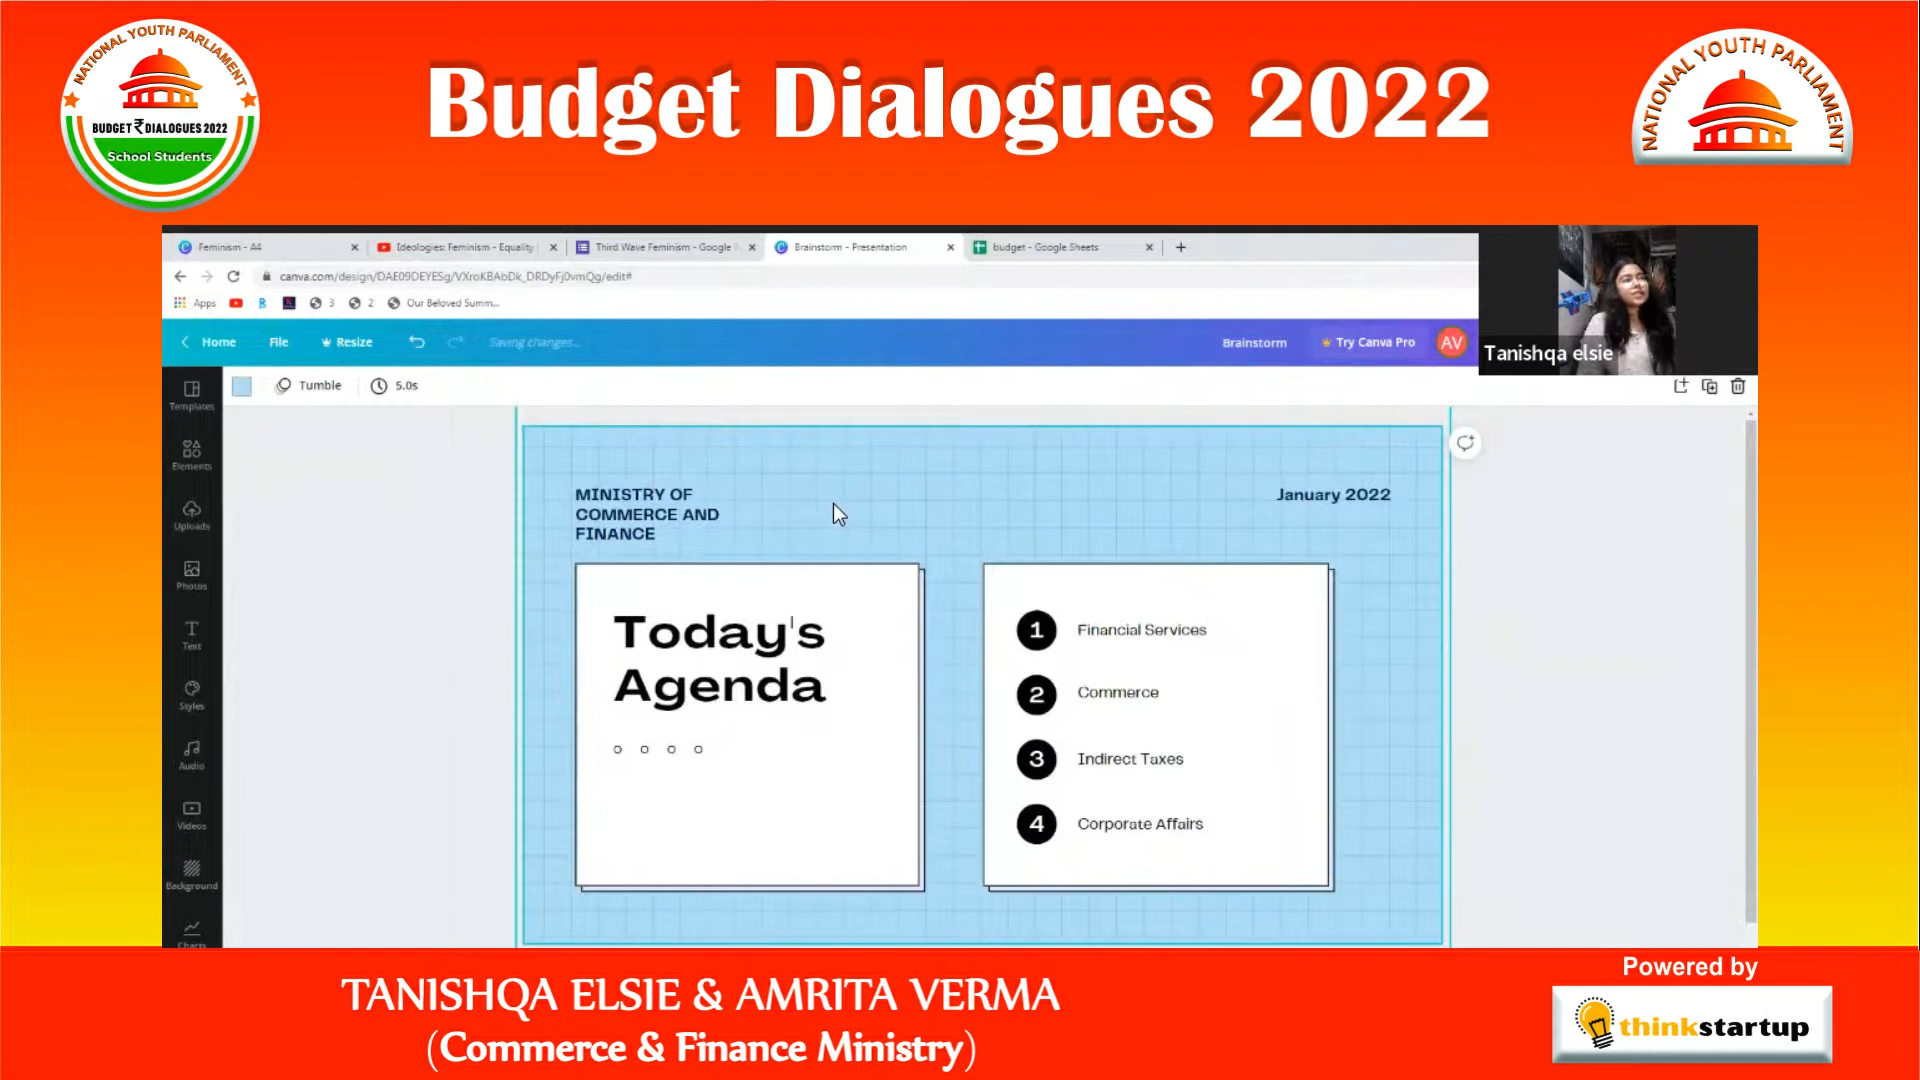 NATIONAL YOUTH PARLIAMENT
BUDGET ₹ DIALOGUES 2022
School Students
Budget Dialogues 2022
NATIONAL YOUTH PARLIAMENT
Feminism - A4
Ideologies: Feminism - Equality
Third Wave Feminism - Google
Brainstorm - Presentation
budget - Google Sheets
canva.com/design/DAE09DEYESg/VXroKBAbDk_DRDyFj0vmQg/edit#
Apps
3
2
Our Beloved Summ...
Home
File
Resize
Saving changes...
Brainstorm
Try Canva Pro
AV
Tanishqa elsie
Tumble
5.0s
Templates
Elements
Uploads
Photos
Text
Styles
Audio
Videos
Background
Charts
MINISTRY OF
COMMERCE AND
FINANCE
January 2022
Today's
Agenda
1 Financial Services
2 Commerce
3 Indirect Taxes
4 Corporate Affairs
TANISHQA ELSIE & AMRITA VERMA
(Commerce & Finance Ministry)
Powered by
thinkstartup